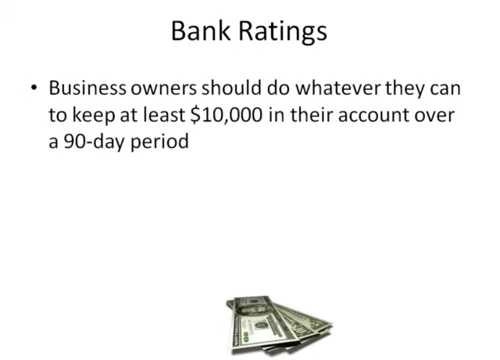 Bank Ratings
• Business owners should do whatever they can
to keep at least $10,000 in their account over
a 90-day period